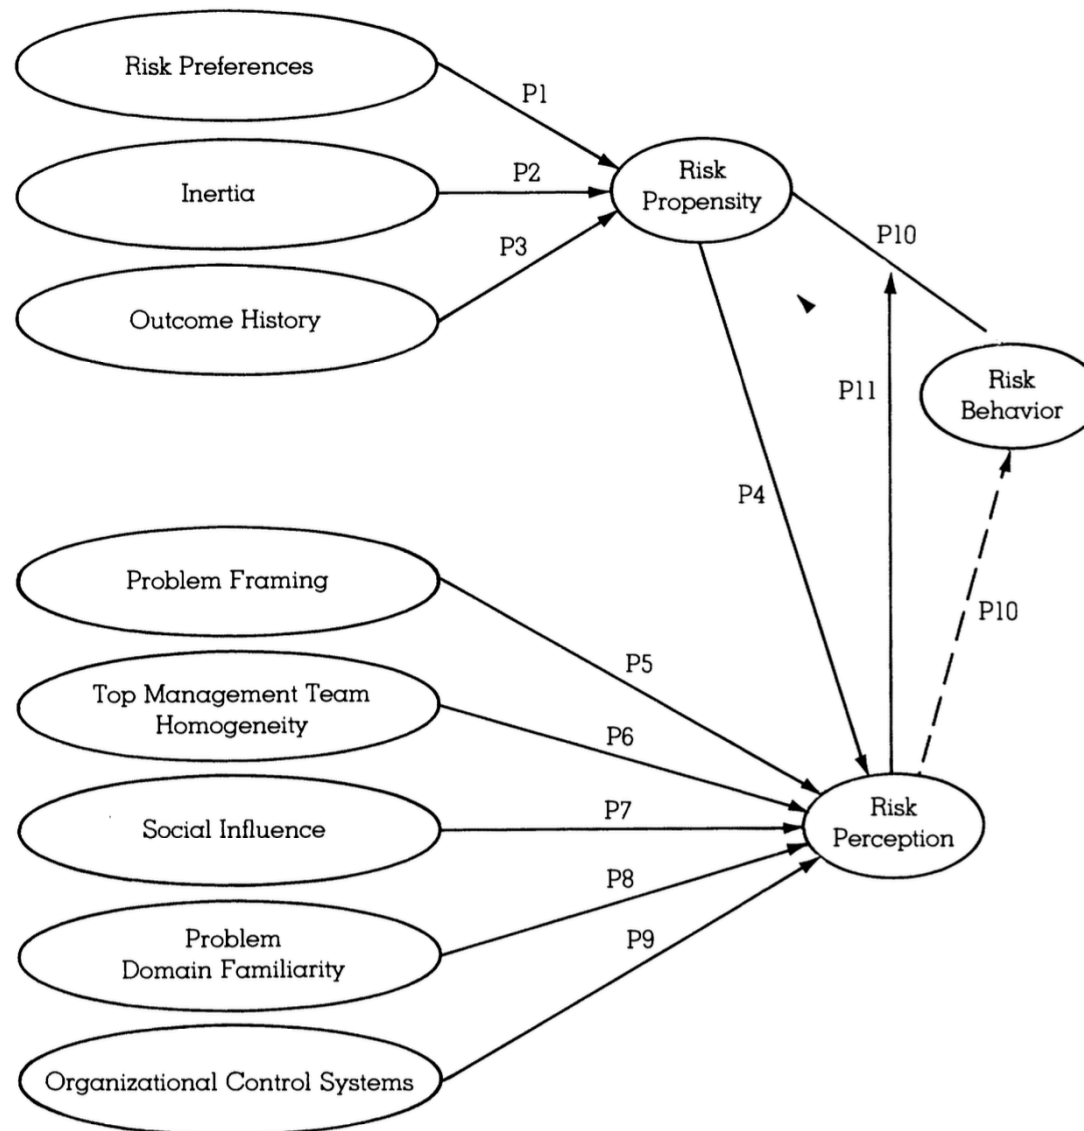 Risk Preferences
P1
Inertia
P2
Risk
Propensity
P3
Outcome History
P10
Risk
Behavior
P11
P4
Problem Framing
P5
P10
Top Management Team
Homogeneity
P6
Social Influence
P7
Risk
Perception
P8
Problem
Domain Familiarity
P9
Organizational Control Systems